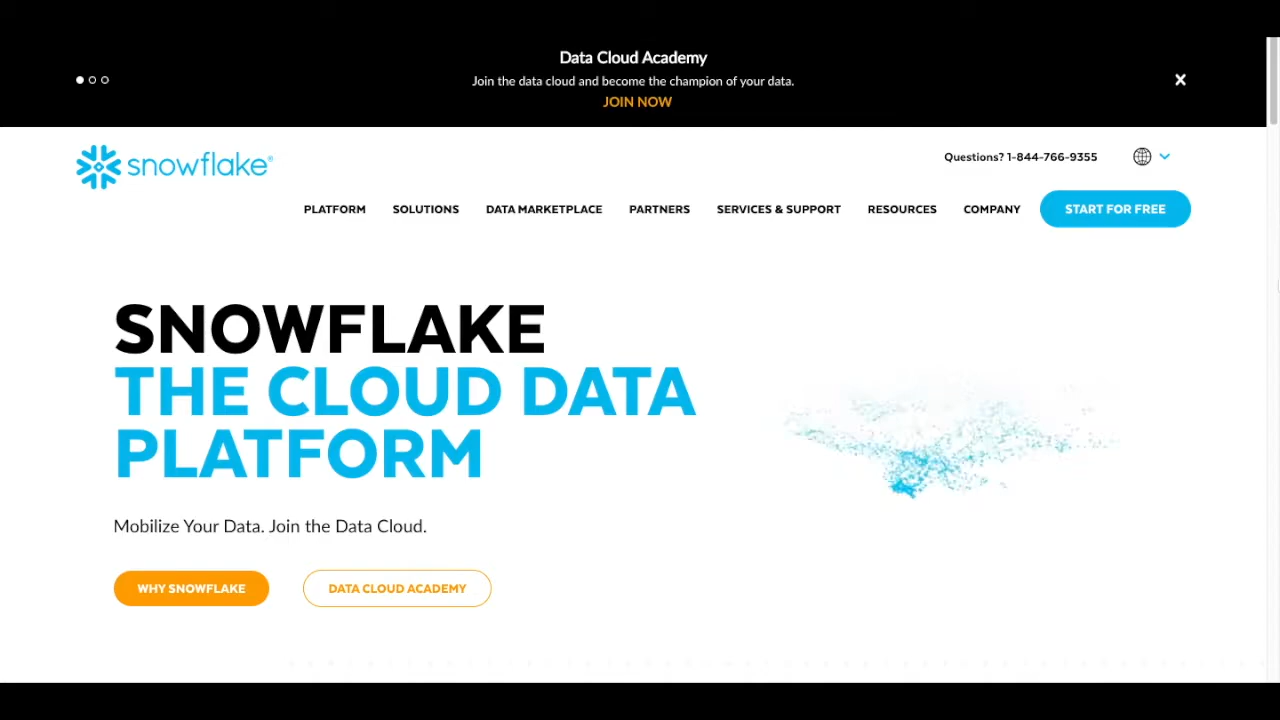 Data Cloud Academy
Join the data cloud and become the champion of your data.
JOIN NOW
snowflake®
Questions? 1-844-766-9355
PLATFORM SOLUTIONS DATA MARKETPLACE PARTNERS SERVICES & SUPPORT RESOURCES COMPANY START FOR FREE
SNOWFLAKE
THE CLOUD DATA
PLATFORM
Mobilize Your Data. Join the Data Cloud.
WHY SNOWFLAKE DATA CLOUD ACADEMY